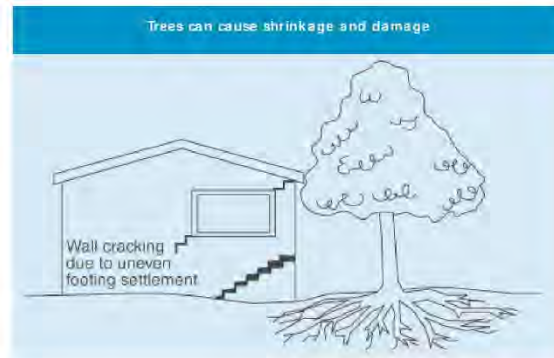 Trees can cause shrinkage and damage
Wall cracking
due to uneven
footing settlement